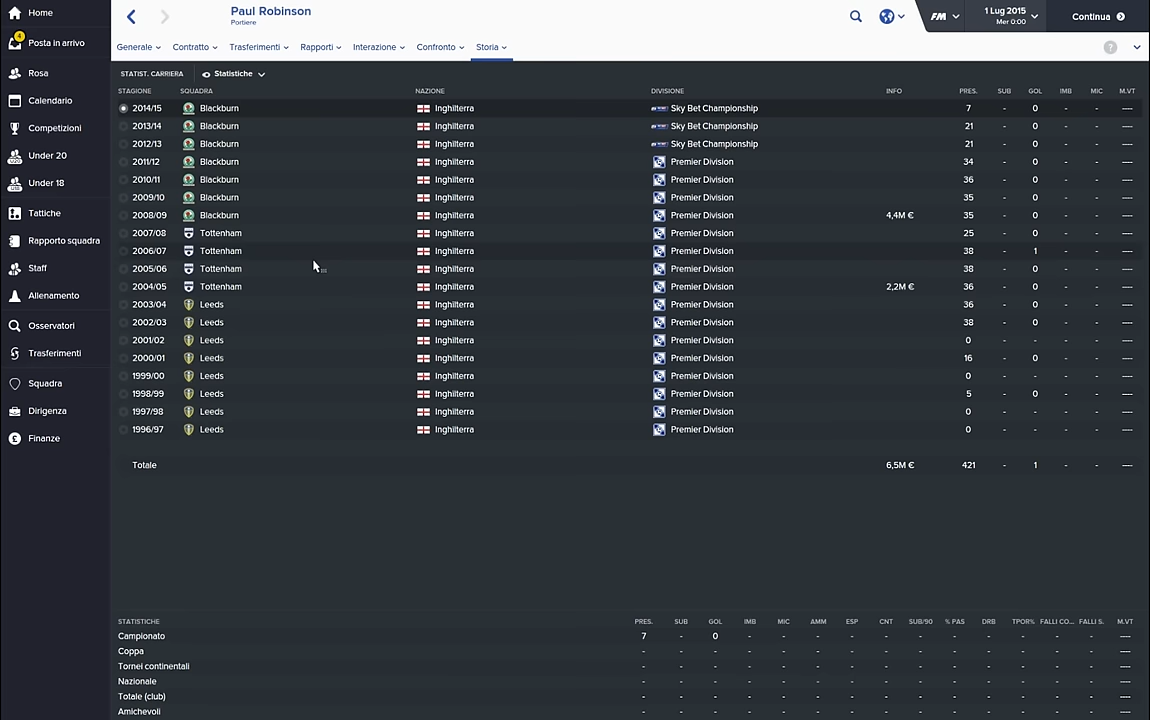 Home
4
Posta in arrivo
Rosa
Calendario
Competizioni
Under 20
Under 18
Tattiche
Rapporto squadra
Staff
Allenamento
Osservatori
Trasferimenti
Squadra
Dirigenza
Finanze
Paul Robinson
Portiere
FM
1 Lug 2015
Mer 0:00
Continua
Generale Contratto Trasferimenti Rapporti Interazione Confronto Storia ?
STATIST. CARRIERA Statistiche
STAGIONE SQUADRA NAZIONE DIVISIONE INFO PRES. SUB GOL IMB MIC M.VT
2014/15 Blackburn Inghilterra Sky Bet Championship 7 - 0 - - ---
2013/14 Blackburn Inghilterra Sky Bet Championship 21 - 0 - - ---
2012/13 Blackburn Inghilterra Sky Bet Championship 21 - 0 - - ---
2011/12 Blackburn Inghilterra Premier Division 34 - 0 - - ---
2010/11 Blackburn Inghilterra Premier Division 36 - 0 - - ---
2009/10 Blackburn Inghilterra Premier Division 35 - 0 - - ---
2008/09 Blackburn Inghilterra Premier Division 4,4M € 35 - 0 - - ---
2007/08 Tottenham Inghilterra Premier Division 25 - 0 - - ---
2006/07 Tottenham Inghilterra Premier Division 38 - 1 - - ---
2005/06 Tottenham Inghilterra Premier Division 38 - 0 - - ---
2004/05 Tottenham Inghilterra Premier Division 2,2M € 36 - 0 - - ---
2003/04 Leeds Inghilterra Premier Division 36 - 0 - - ---
2002/03 Leeds Inghilterra Premier Division 38 - 0 - - ---
2001/02 Leeds Inghilterra Premier Division 0 - - - - ---
2000/01 Leeds Inghilterra Premier Division 16 - 0 - - ---
1999/00 Leeds Inghilterra Premier Division 0 - - - - ---
1998/99 Leeds Inghilterra Premier Division 5 - 0 - - ---
1997/98 Leeds Inghilterra Premier Division 0 - - - - ---
1996/97 Leeds Inghilterra Premier Division 0 - - - - ---
Totale 6,5M € 421 - 1 - - ---
STATISTICHE PRES. SUB GOL IMB MIC AMM ESP CNT SUB/90 % PAS DRB TPOR% FALLI CO... FALLI S. M.VT
Campionato 7 - 0 - - - - - - - - - - - ---
Coppa - - - - - - - - - - - - - - ---
Tornei continentali - - - - - - - - - - - - - - ---
Nazionale - - - - - - - - - - - - - - ---
Totale (club) - - - - - - - - - - - - - - ---
Amichevoli - - - - - - - - - - - - - - ---